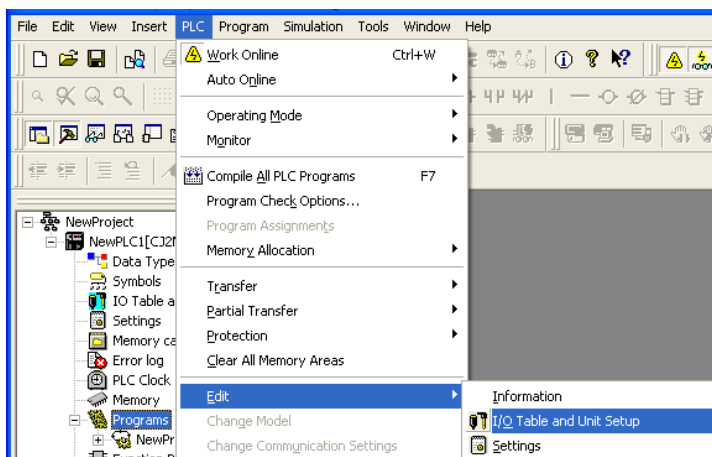 File Edit View Insert PLC Program Simulation Tools Window Help
Work Online Ctrl+W
Auto Online
Operating Mode
Monitor
Compile All PLC Programs F7
Program Check Options...
Program Assignments
Memory Allocation
Transfer
Partial Transfer
Protection
Clear All Memory Areas
Edit
Change Model
Change Communication Settings
Information
I/O Table and Unit Setup
Settings
NewProject
NewPLC1[CJ2M
Data Type
Symbols
IO Table a
Settings
Memory ca
Error log
PLC Clock
Memory
Programs
NewPr